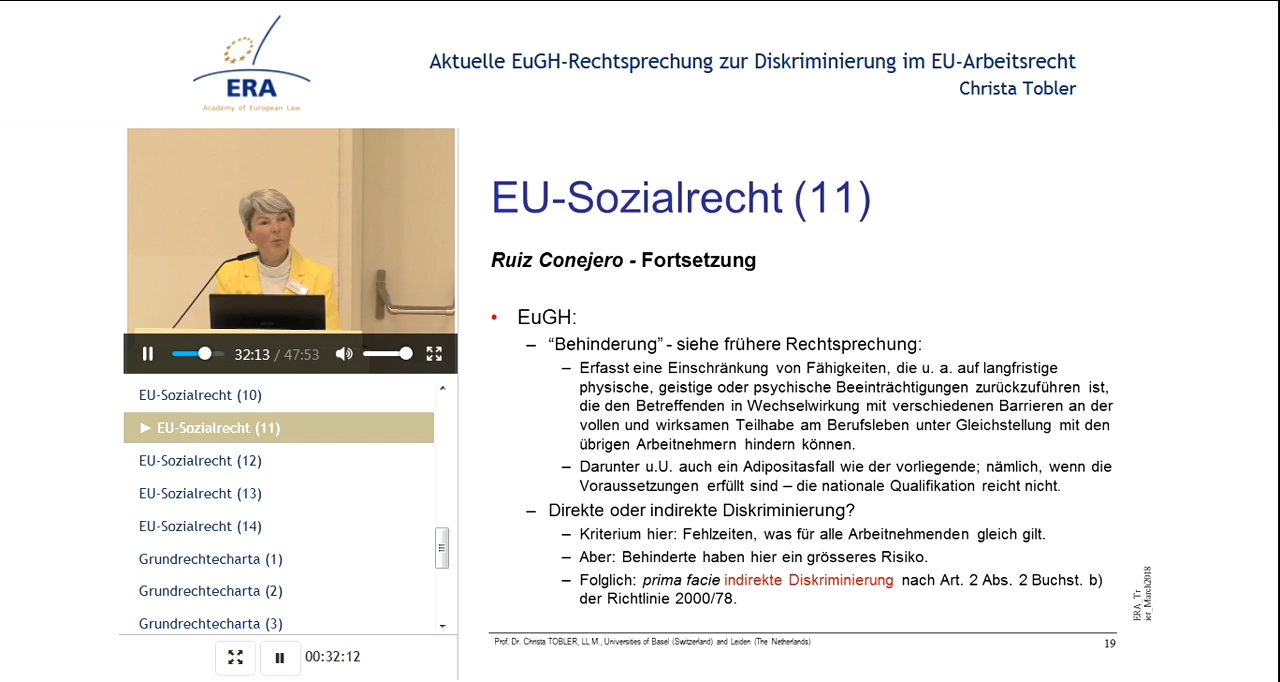 ERA
Academy of European Law
Aktuelle EuGH-Rechtsprechung zur Diskriminierung im EU-Arbeitsrecht
Christa Tobler
32:13 / 47:53
EU-Sozialrecht (10)
► EU-Sozialrecht (11)
EU-Sozialrecht (12)
EU-Sozialrecht (13)
EU-Sozialrecht (14)
Grundrechtecharta (1)
Grundrechtecharta (2)
Grundrechtecharta (3)
00:32:12
EU-Sozialrecht (11)
Ruiz Conejero - Fortsetzung
• EuGH:
– “Behinderung” - siehe frühere Rechtsprechung:
– Erfasst eine Einschränkung von Fähigkeiten, die u. a. auf langfristige
physische, geistige oder psychische Beeinträchtigungen zurückzuführen ist,
die den Betreffenden in Wechselwirkung mit verschiedenen Barrieren an der
vollen und wirksamen Teilhabe am Berufsleben unter Gleichstellung mit den
übrigen Arbeitnehmern hindern können.
– Darunter u.U. auch ein Adipositasfall wie der vorliegende; nämlich, wenn die
Voraussetzungen erfüllt sind – die nationale Qualifikation reicht nicht.
– Direkte oder indirekte Diskriminierung?
– Kriterium hier: Fehlzeiten, was für alle Arbeitnehmenden gleich gilt.
– Aber: Behinderte haben hier ein grösseres Risiko.
– Folglich: prima facie indirekte Diskriminierung nach Art. 2 Abs. 2 Buchst. b)
der Richtlinie 2000/78.
ERA_Tr
ier_March2018
Prof. Dr. Christa TOBLER, LL.M., Universities of Basel (Switzerland) and Leiden (The Netherlands)
19